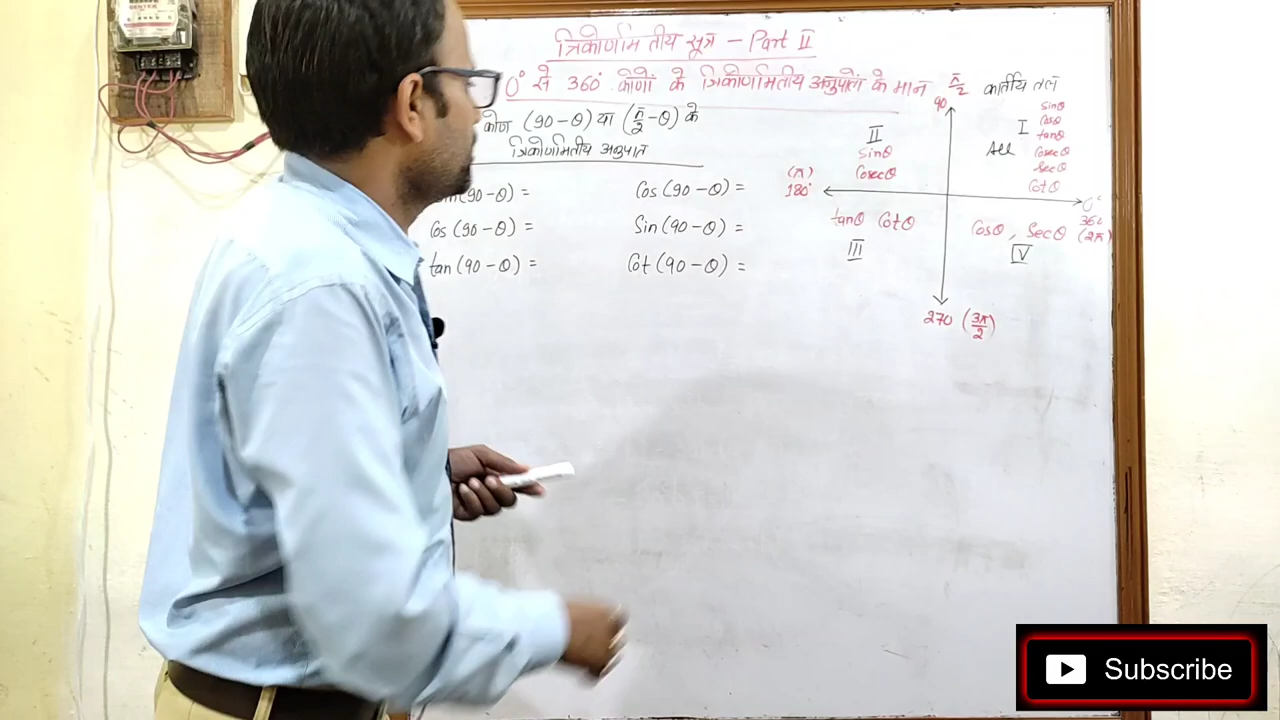 त्रिकोणमितीय सूत्र - Part II
0° से 360° कोणों के त्रिकोणमितीय अनुपात के मान
कोण (90-θ) या (π/2-θ) के
त्रिकोणमितीय अनुपात
(90-θ) =
cos(90-θ) =
cos(90-θ) =
Sin(90-θ) =
tan(90-θ) =
Cot(90-θ) =
π/2 कार्तीय तल
90
II
sinθ
cosecθ
I
All
sinθ
cosθ
tanθ
cosecθ
secθ
cotθ
(π)
180°
0°
360
(2π)
tanθ cotθ
III
cosθ, secθ
IV
270 (3π/2)
Subscribe